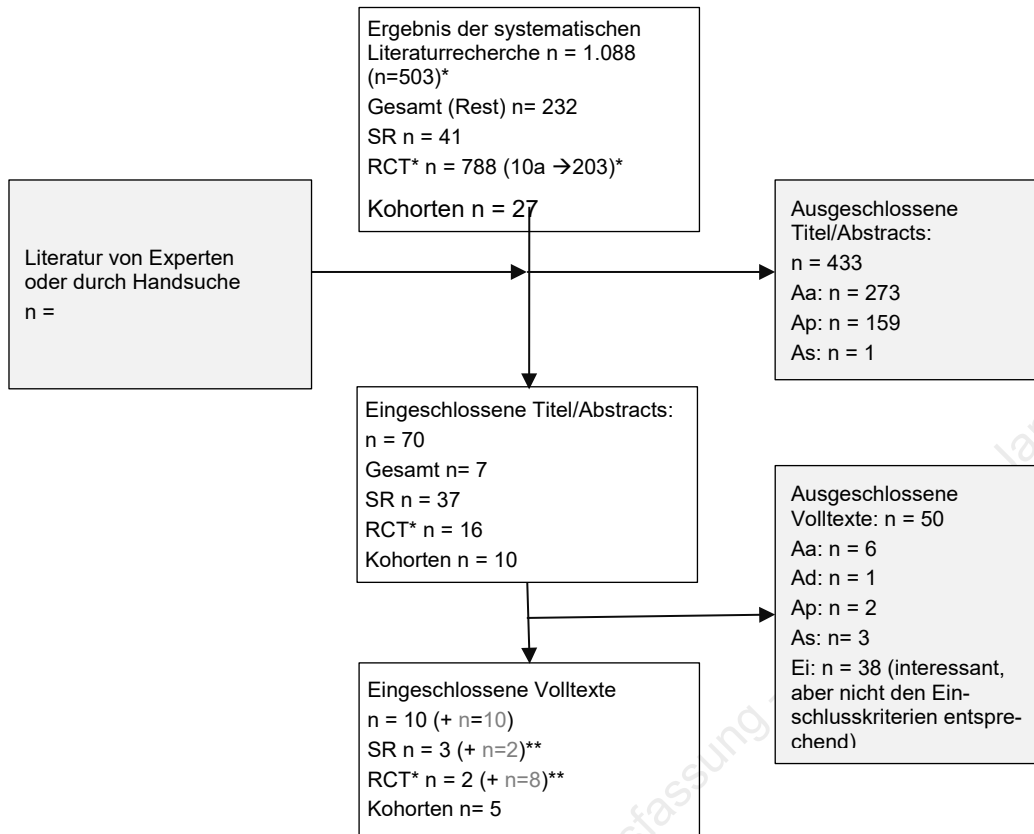 Ergebnis der systematischen
Literaturrecherche n = 1.088
(n=503)*
Gesamt (Rest) n= 232
SR n = 41
RCT* n = 788 (10a →203)*
Kohorten n = 27
Literatur von Experten
oder durch Handsuche
n =
Ausgeschlossene
Titel/Abstracts:
n = 433
Aa: n = 273
Ap: n = 159
As: n = 1
Eingeschlossene Titel/Abstracts:
n = 70
Gesamt n= 7
SR n = 37
RCT* n = 16
Kohorten n = 10
Ausgeschlossene
Volltexte: n = 50
Aa: n = 6
Ad: n = 1
Ap: n = 2
As: n= 3
Ei: n = 38 (interessant,
aber nicht den Ein-
schlusskriterien entspre-
chend)
Eingeschlossene Volltexte
n = 10 (+ n=10)
SR n = 3 (+ n=2)**
RCT* n = 2 (+ n=8)**
Kohorten n= 5